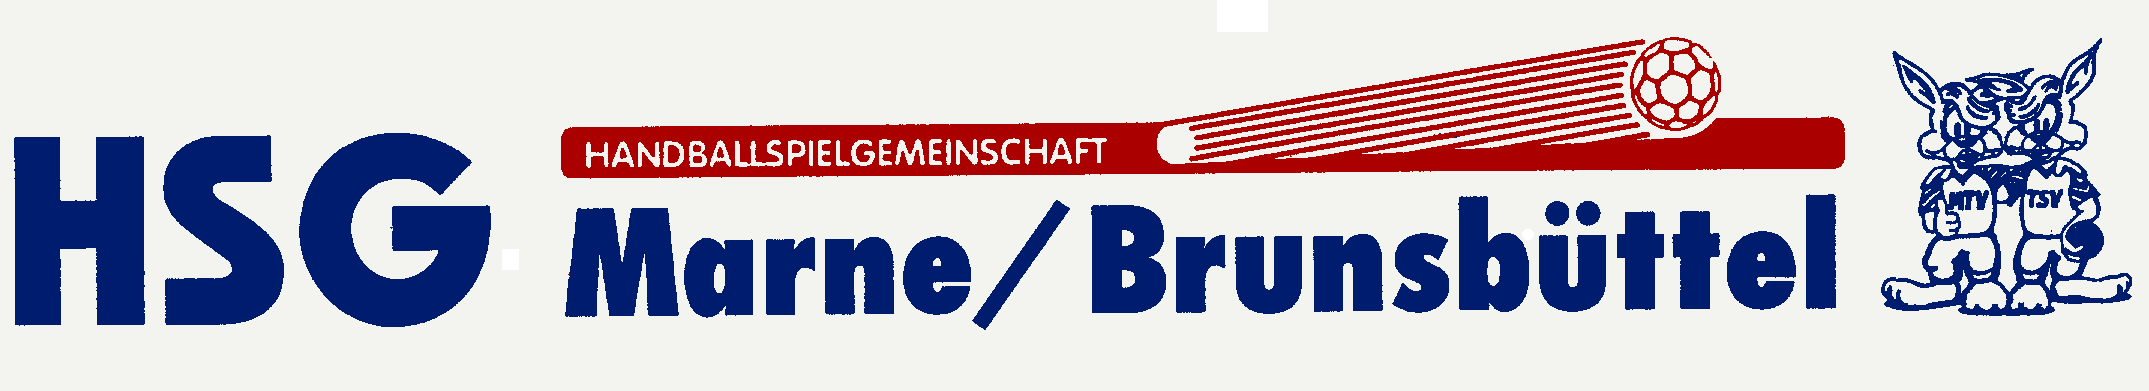 HSG
HANDBALLSPIELGEMEINSCHAFT
Marne/Brunsbüttel
MTV TSV